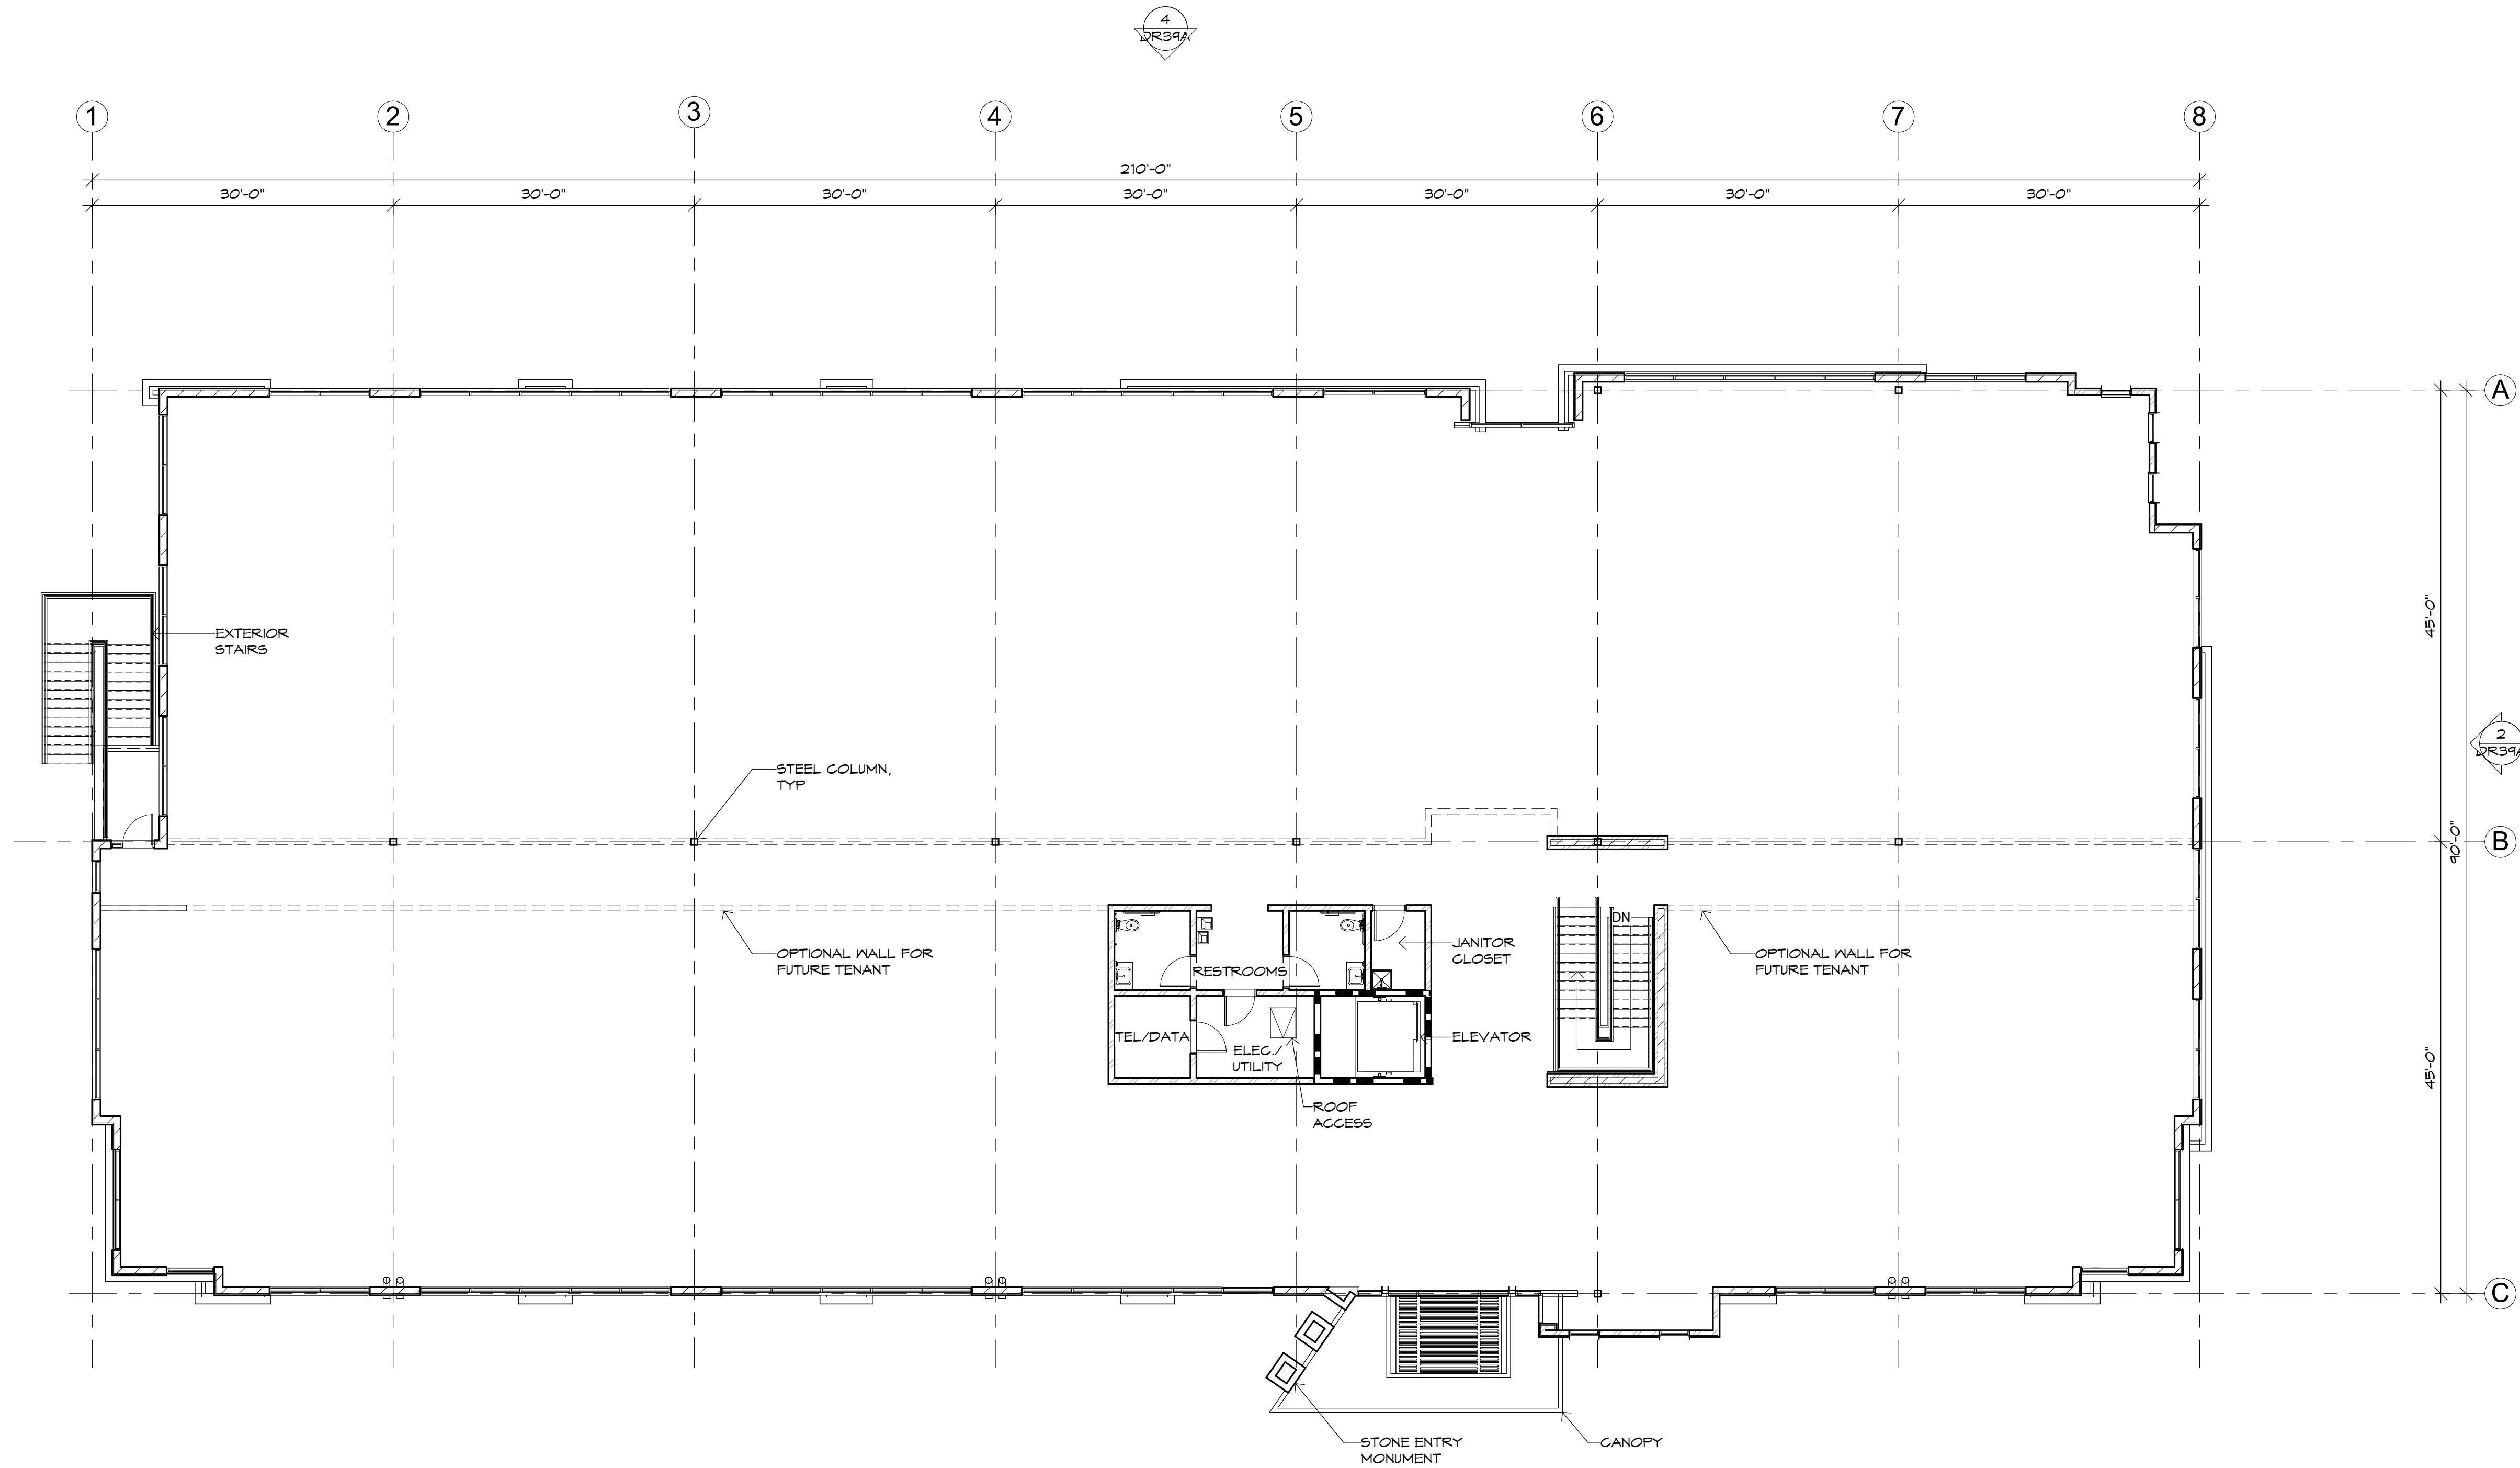 4
DR39A
1
2
3
4
5
6
7
8
210'-0"
30'-0"
30'-0"
30'-0"
30'-0"
30'-0"
30'-0"
30'-0"
A
45'-0"
EXTERIOR
STAIRS
2
DR39A
STEEL COLUMN,
TYP
B
90'-0"
DN
JANITOR
CLOSET
OPTIONAL WALL FOR
FUTURE TENANT
OPTIONAL WALL FOR
FUTURE TENANT
RESTROOMS
TEL/DATA
ELEC./
UTILITY
ELEVATOR
45'-0"
ROOF
ACCESS
C
STONE ENTRY
MONUMENT
CANOPY